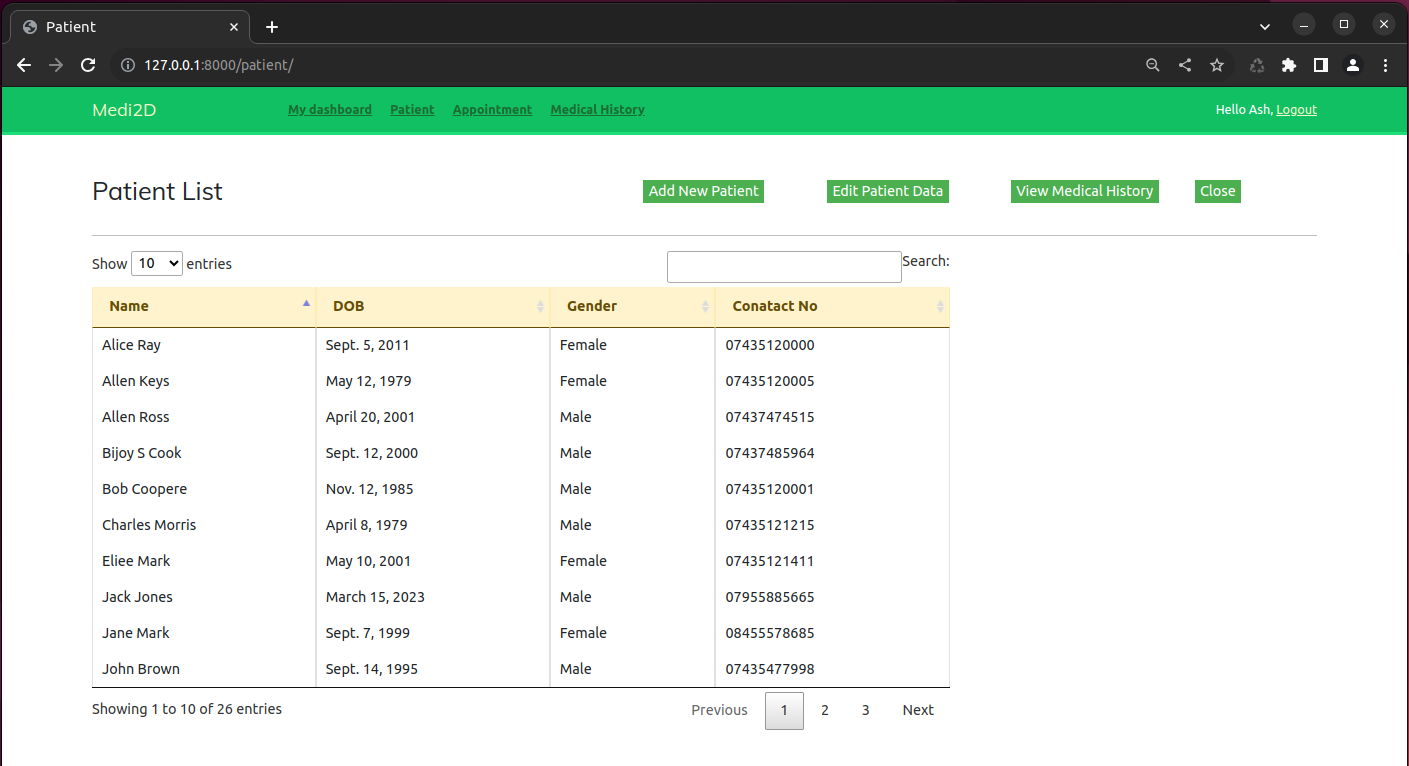 Patient
127.0.0.1:8000/patient/
Medi2D My dashboard Patient Appointment Medical History Hello Ash, Logout
Patient List Add New Patient Edit Patient Data View Medical History Close
Show 10 entries Search:
Name DOB Gender Conatact No
Alice Ray Sept. 5, 2011 Female 07435120000
Allen Keys May 12, 1979 Female 07435120005
Allen Ross April 20, 2001 Male 07437474515
Bijoy S Cook Sept. 12, 2000 Male 07437485964
Bob Coopere Nov. 12, 1985 Male 07435120001
Charles Morris April 8, 1979 Male 07435121215
Eliee Mark May 10, 2001 Female 07435121411
Jack Jones March 15, 2023 Male 07955885665
Jane Mark Sept. 7, 1999 Female 08455578685
John Brown Sept. 14, 1995 Male 07435477998
Showing 1 to 10 of 26 entries Previous 1 2 3 Next